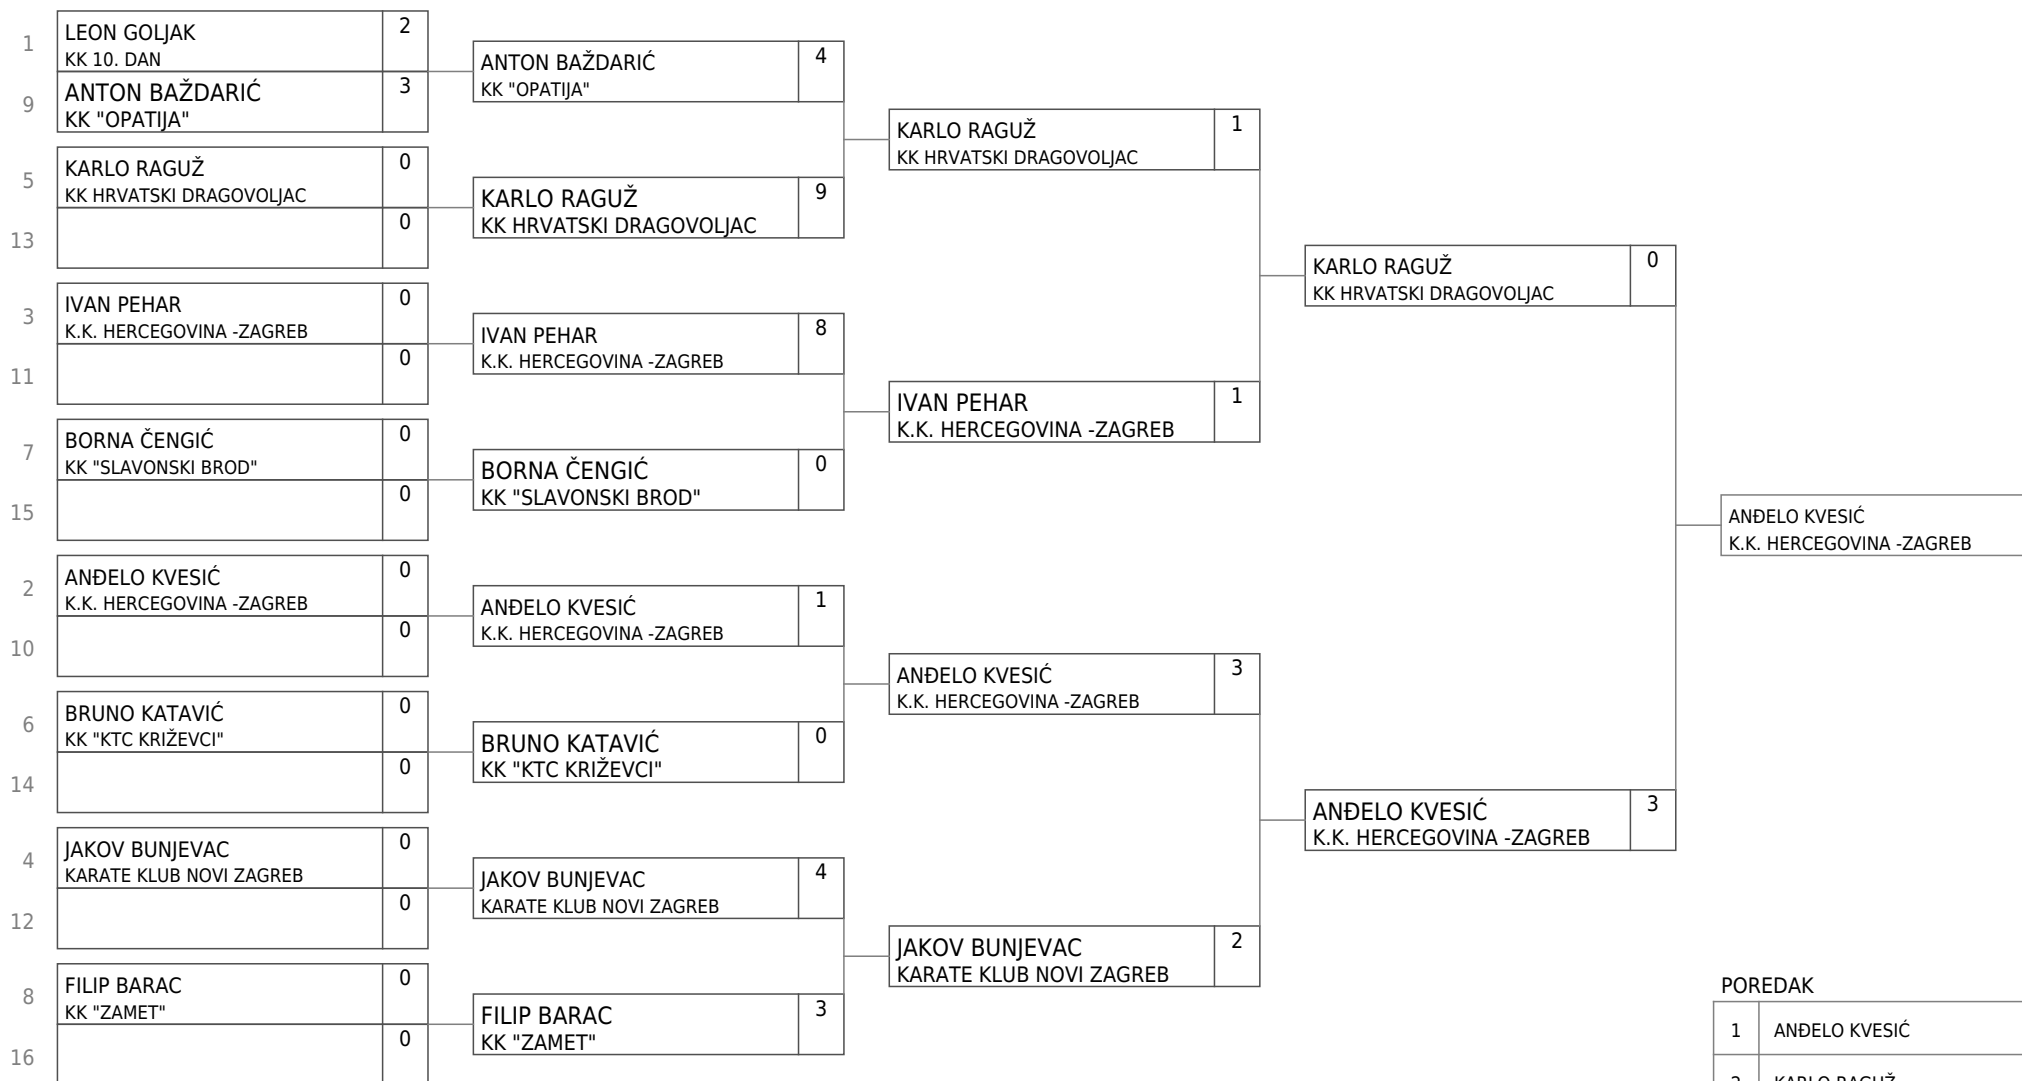 1
LEON GOLJAK
KK 10. DAN
2
9
ANTON BAŽDARIĆ
KK "OPATIJA"
3
5
KARLO RAGUŽ
KK HRVATSKI DRAGOVOLJAC
0
13
0
3
IVAN PEHAR
K.K. HERCEGOVINA -ZAGREB
0
11
0
7
BORNA ČENGIĆ
KK "SLAVONSKI BROD"
0
15
0
2
ANĐELO KVESIĆ
K.K. HERCEGOVINA -ZAGREB
0
10
0
6
BRUNO KATAVIĆ
KK "KTC KRIŽEVCI"
0
14
0
4
JAKOV BUNJEVAC
KARATE KLUB NOVI ZAGREB
0
12
0
8
FILIP BARAC
KK "ZAMET"
0
16
0
ANTON BAŽDARIĆ
KK "OPATIJA"
4
KARLO RAGUŽ
KK HRVATSKI DRAGOVOLJAC
9
IVAN PEHAR
K.K. HERCEGOVINA -ZAGREB
8
BORNA ČENGIĆ
KK "SLAVONSKI BROD"
0
ANĐELO KVESIĆ
K.K. HERCEGOVINA -ZAGREB
1
BRUNO KATAVIĆ
KK "KTC KRIŽEVCI"
0
JAKOV BUNJEVAC
KARATE KLUB NOVI ZAGREB
4
FILIP BARAC
KK "ZAMET"
3
KARLO RAGUŽ
KK HRVATSKI DRAGOVOLJAC
1
IVAN PEHAR
K.K. HERCEGOVINA -ZAGREB
1
ANĐELO KVESIĆ
K.K. HERCEGOVINA -ZAGREB
3
JAKOV BUNJEVAC
KARATE KLUB NOVI ZAGREB
2
KARLO RAGUŽ
KK HRVATSKI DRAGOVOLJAC
0
ANĐELO KVESIĆ
K.K. HERCEGOVINA -ZAGREB
3
ANĐELO KVESIĆ
K.K. HERCEGOVINA -ZAGREB
POREDAK
1 ANĐELO KVESIĆ
2 KARLO RAGUŽ